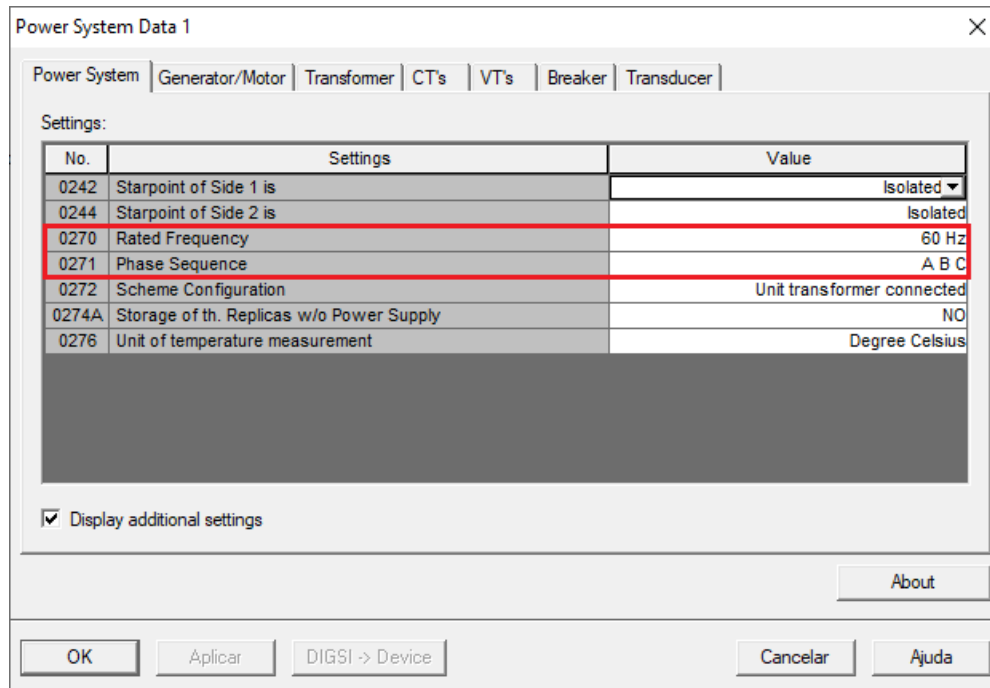 Power System Data 1
Power System Generator/Motor Transformer CT's VT's Breaker Transducer
Settings:
No. Settings Value
0242 Starpoint of Side 1 is Isolated
0244 Starpoint of Side 2 is Isolated
0270 Rated Frequency 60 Hz
0271 Phase Sequence A B C
0272 Scheme Configuration Unit transformer connected
0274A Storage of th. Replicas w/o Power Supply NO
0276 Unit of temperature measurement Degree Celsius
Display additional settings
About
OK Aplicar DIGSI -> Device Cancelar Ajuda